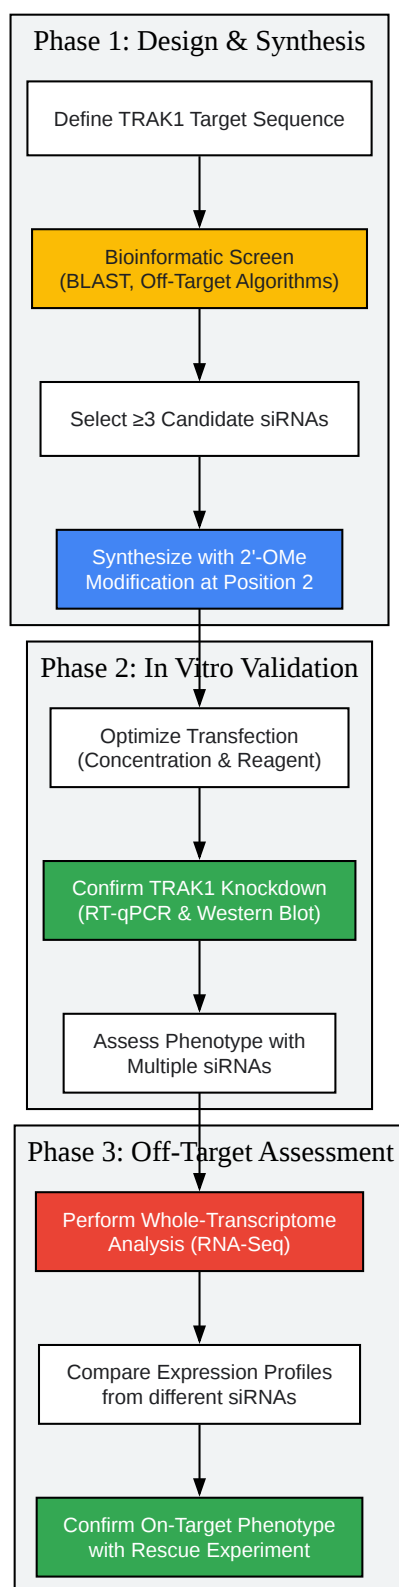 Phase 1: Design & Synthesis
Define TRAK1 Target Sequence
Bioinformatic Screen
(BLAST, Off-Target Algorithms)
Select ≥3 Candidate siRNAs
Synthesize with 2'-OMe
Modification at Position 2
Phase 2: In Vitro Validation
Optimize Transfection
(Concentration & Reagent)
Confirm TRAK1 Knockdown
(RT-qPCR & Western Blot)
Assess Phenotype with
Multiple siRNAs
Phase 3: Off-Target Assessment
Perform Whole-Transcriptome
Analysis (RNA-Seq)
Compare Expression Profiles
from different siRNAs
Confirm On-Target Phenotype
with Rescue Experiment